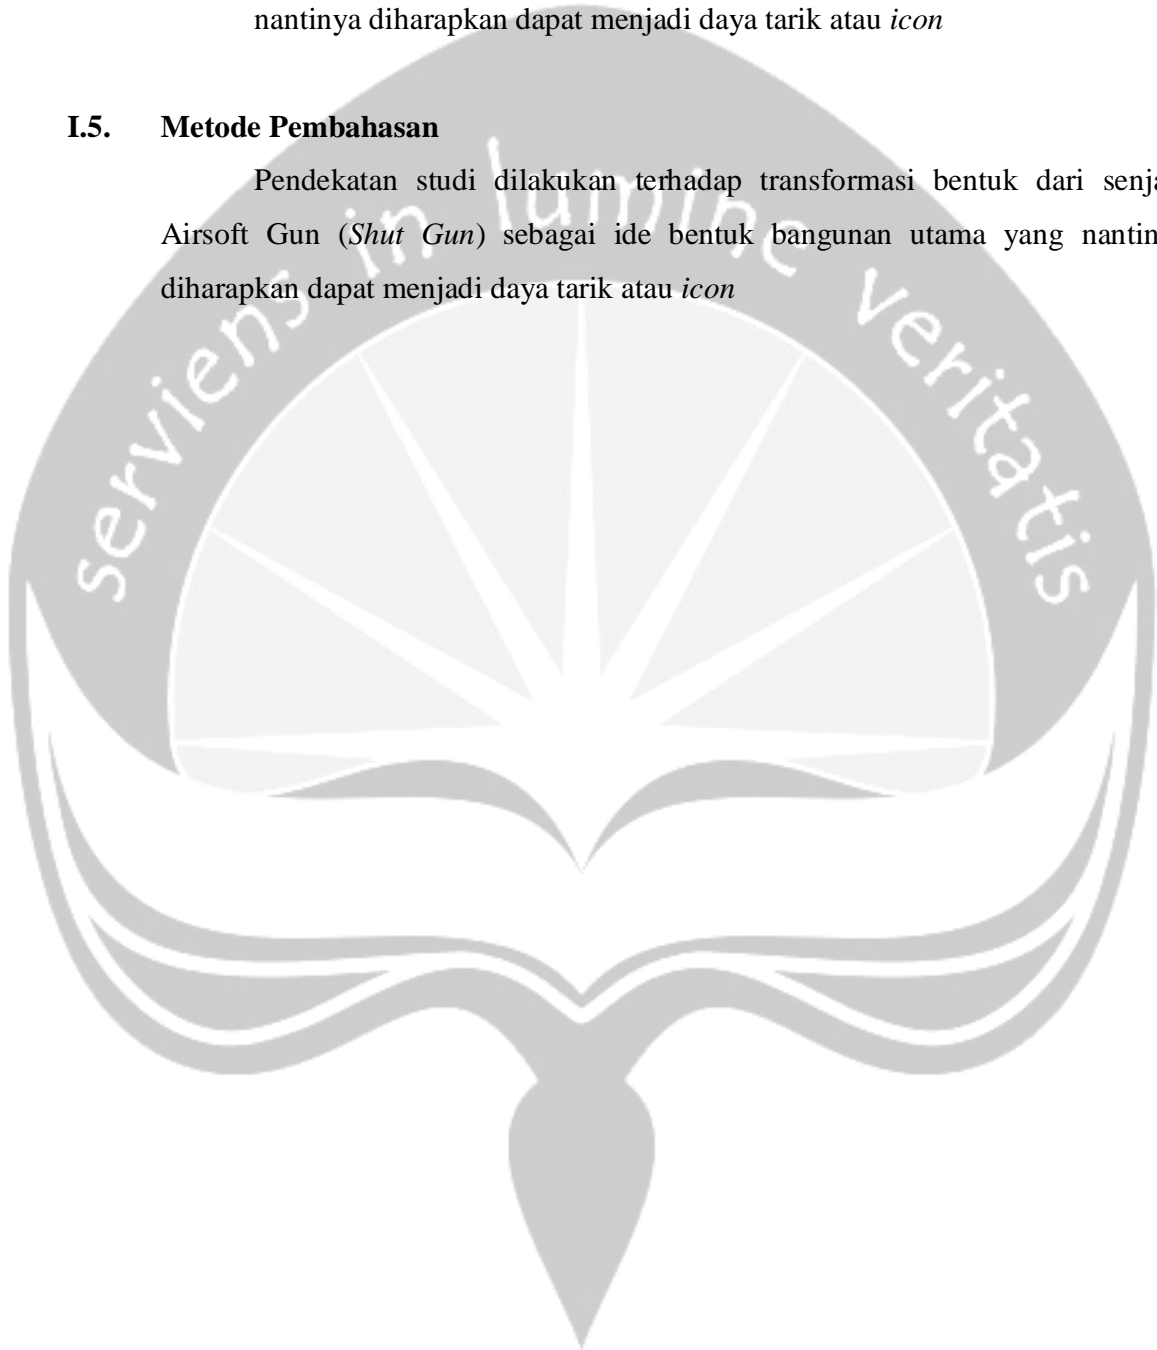 nantinya diharapkan dapat menjadi daya tarik atau icon
I.5. Metode Pembahasan
Pendekatan studi dilakukan terhadap transformasi bentuk dari senja
Airsoft Gun (Shut Gun) sebagai ide bentuk bangunan utama yang nantin
diharapkan dapat menjadi daya tarik atau icon
serviens in lumine veritatis